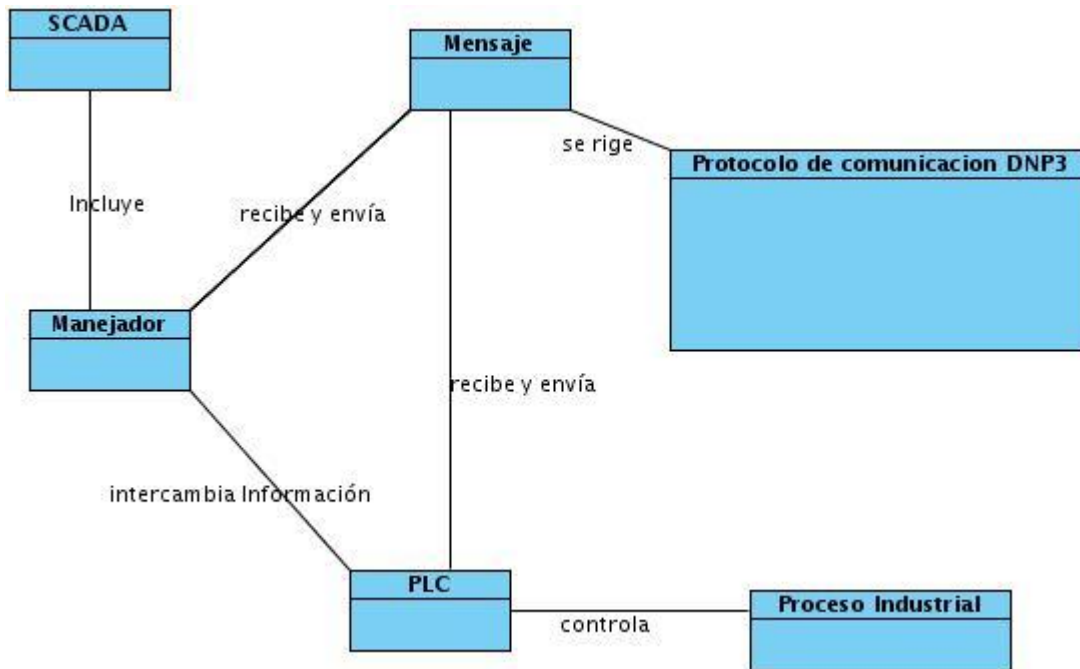 SCADA
Mensaje
se rige
Protocolo de comunicacion DNP3
Incluye
recibe y envía
Manejador
recibe y envía
intercambia Información
PLC
controla
Proceso Industrial